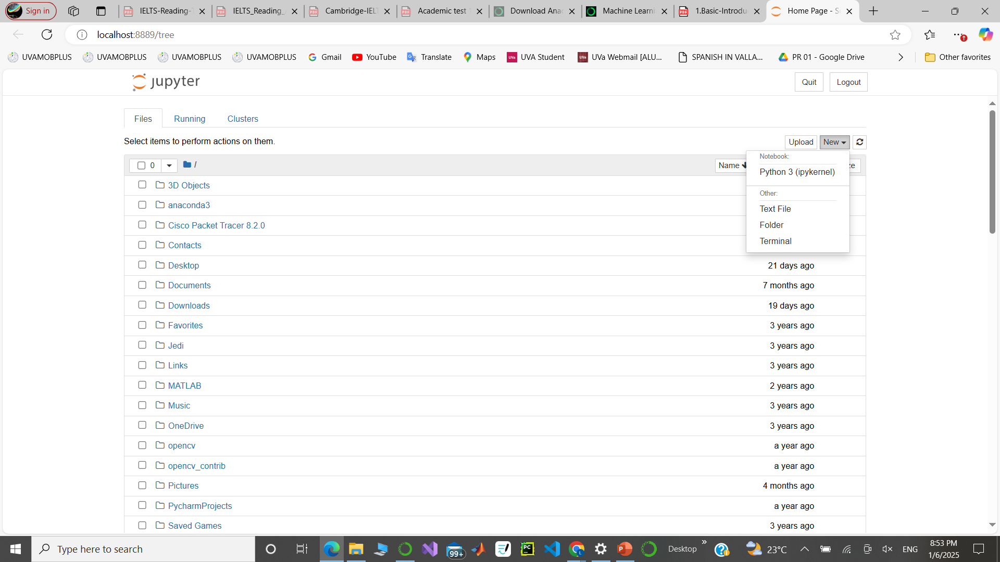 Sign in
IELTS-Reading-
IELTS_Reading_
Cambridge-IEL
Academic test
Download Ana
Machine Learni
1.Basic-Introdu
Home Page - S
localhost:8889/tree
UVAMOBPLUS
UVAMOBPLUS
UVAMOBPLUS
UVAMOBPLUS
Gmail
YouTube
Translate
Maps
UVA Student
UVa Webmail [ALU...
SPANISH IN VALLA...
PR 01 - Google Drive
Other favorites
jupyter
Quit
Logout
Files
Running
Clusters
Select items to perform actions on them.
Upload
New
0
/
Name
ze
Notebook:
Python 3 (ipykernel)
Other:
Text File
Folder
Terminal
3D Objects
anaconda3
Cisco Packet Tracer 8.2.0
Contacts
Desktop 21 days ago
Documents 7 months ago
Downloads 19 days ago
Favorites 3 years ago
Jedi 3 years ago
Links 3 years ago
MATLAB 2 years ago
Music 3 years ago
OneDrive 3 years ago
opencv a year ago
opencv_contrib a year ago
Pictures 4 months ago
PycharmProjects a year ago
Saved Games 3 years ago
Type here to search
99+
PC
Desktop
23°C
ENG
8:53 PM
1/6/2025